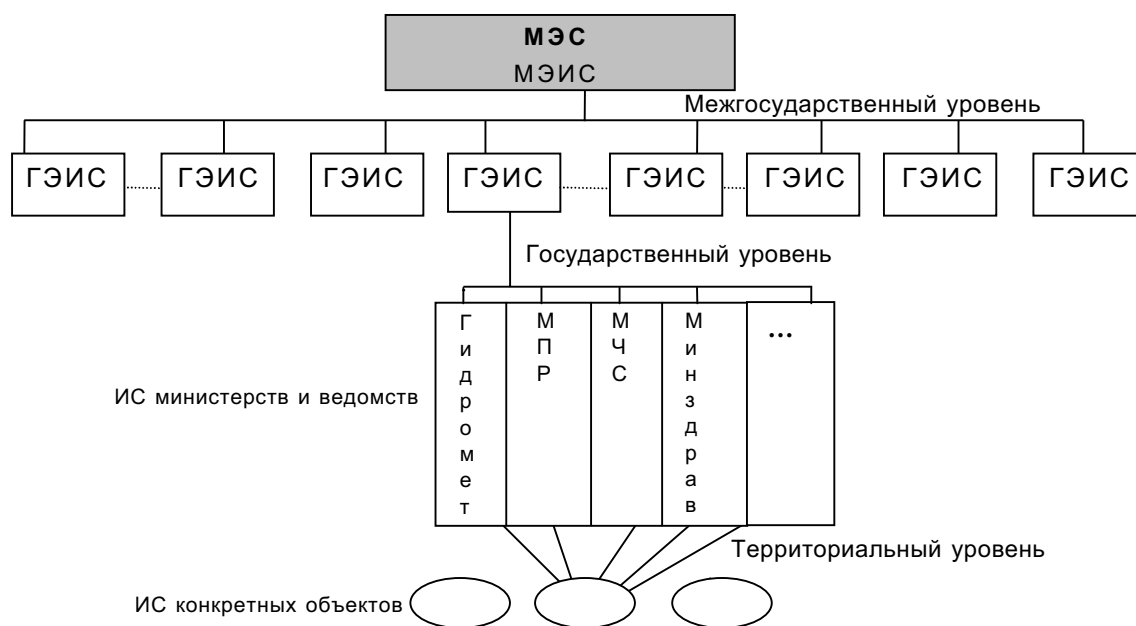 МЭС
МЭИС
Межгосударственный уровень
ГЭИС ГЭИС ГЭИС ГЭИС ГЭИС ГЭИС ГЭИС ГЭИС
Государственный уровень
Гидромет
МПР
МЧС
Минздрав
...
ИС министерств и ведомств
Территориальный уровень
ИС конкретных объектов